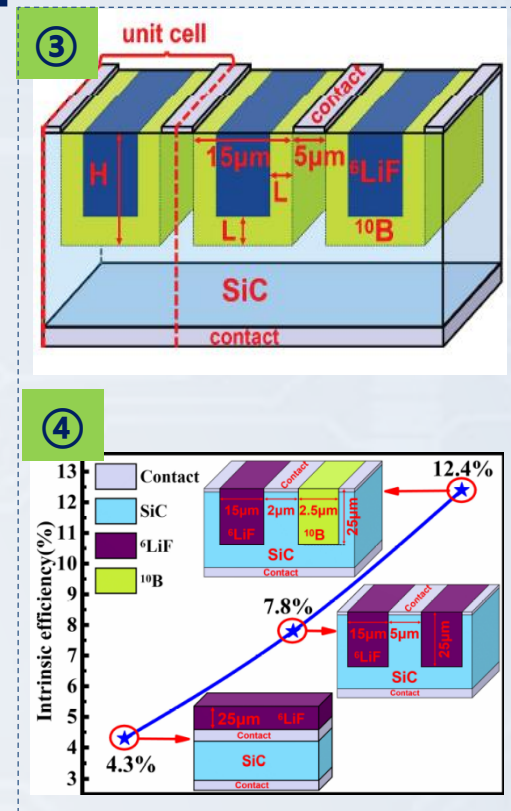 ③
unit cell
contact
H
15μm
5μm
L
⁶LiF
L
¹⁰B
SiC
contact
④
Intrinsic efficiency(%)
13
12
11
10
9
8
7
6
5
4
3
Contact
SiC
⁶LiF
¹⁰B
12.4%
Contact
15μm
2μm
2.5μm
25μm
⁶LiF
¹⁰B
SiC
Contact
7.8%
Contact
15μm
5μm
25μm
⁶LiF
SiC
Contact
4.3%
25μm
⁶LiF
Contact
SiC
Contact